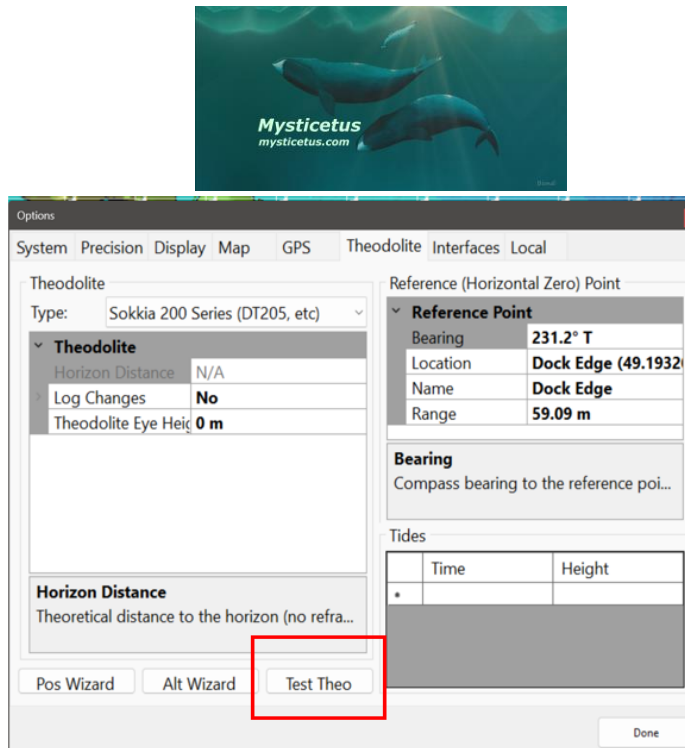 Mysticetus
mysticetus.com
Options
System Precision Display Map GPS Theodolite Interfaces Local
Theodolite
Type: Sokkia 200 Series (DT205, etc)
Theodolite
Horizon Distance N/A
Log Changes No
Theodolite Eye Heig 0 m
Horizon Distance
Theoretical distance to the horizon (no refra...
Pos Wizard Alt Wizard Test Theo
Reference (Horizontal Zero) Point
Reference Point
Bearing 231.2° T
Location Dock Edge (49.1932
Name Dock Edge
Range 59.09 m
Bearing
Compass bearing to the reference poi...
Tides
Time Height
*
Done